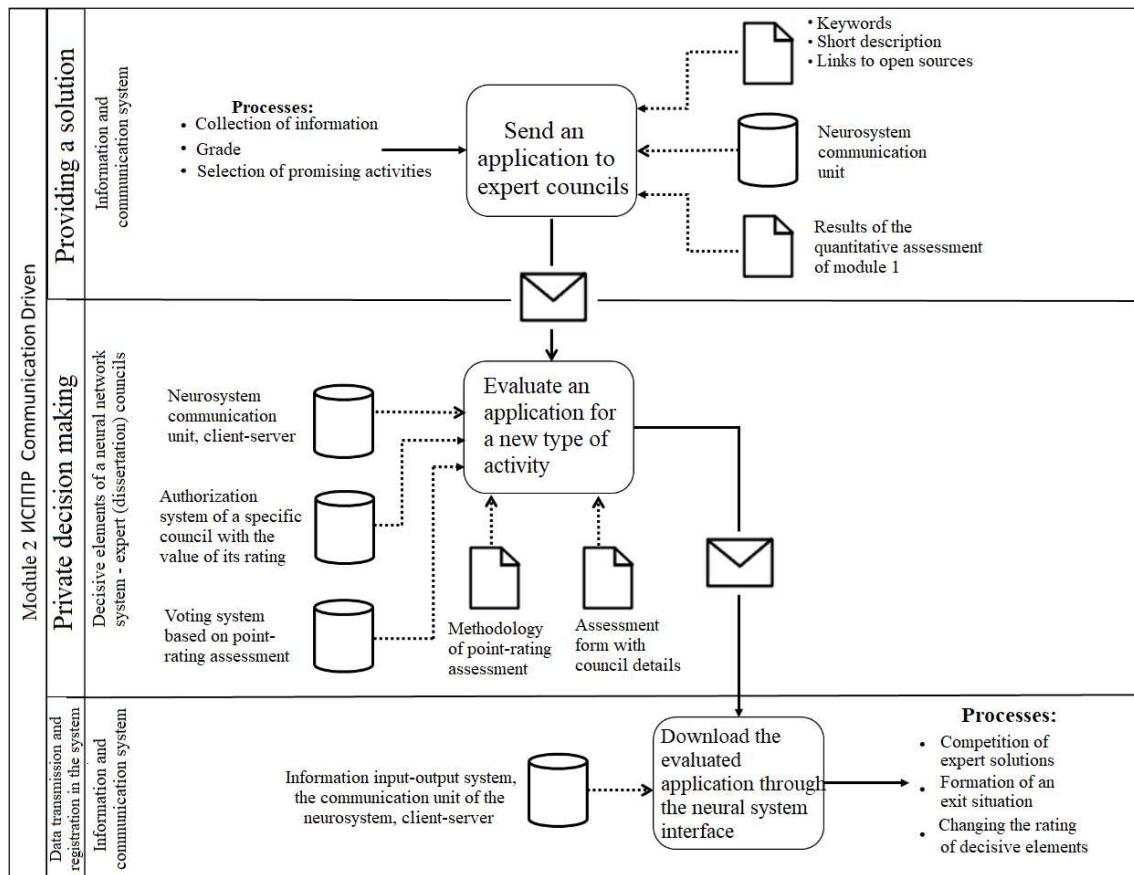 Module 2 ИСППР Communication Driven
Providing a solution
Information and
communication system
Processes:
• Collection of information
• Grade
• Selection of promising activities
Send an
application to
expert councils
• Keywords
• Short description
• Links to open sources
Neurosystem
communication
unit
Results of the
quantitative assessment
of module 1
Private decision making
Decisive elements of a neural network
system - expert (dissertation) councils
Neurosystem
communication
unit, client-server
Authorization
system of a specific
council with the
value of its rating
Voting system
based on point-
rating assessment
Evaluate an
application for
a new type of
activity
Methodology
of point-rating
assessment
Assessment
form with
council details
Data transmission and
registration in the system
Information and
communication system
Information input-output system,
the communication unit of the
neurosystem, client-server
Download the
evaluated
application through
the neural system
interface
Processes:
• Competition of
expert solutions
• Formation of an
exit situation
• Changing the rating
of decisive elements